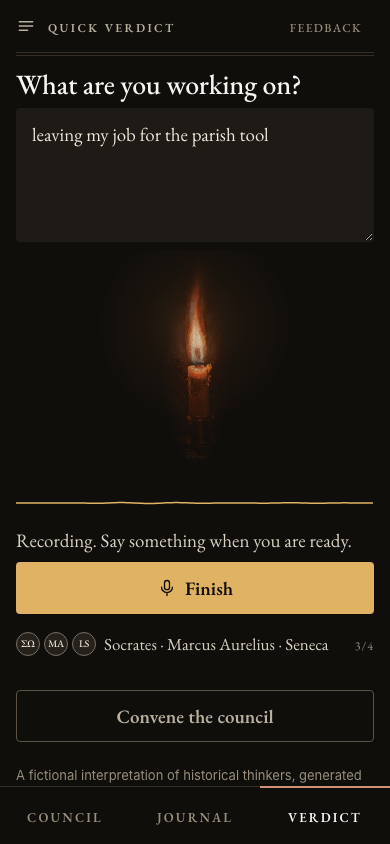 QUICK VERDICT
FEEDBACK
What are you working on?
leaving my job for the parish tool
Recording. Say something when you are ready.
Finish
ΣΩ MA LS Socrates · Marcus Aurelius · Seneca 3/4
Convene the council
A fictional interpretation of historical thinkers, generated
COUNCIL JOURNAL VERDICT